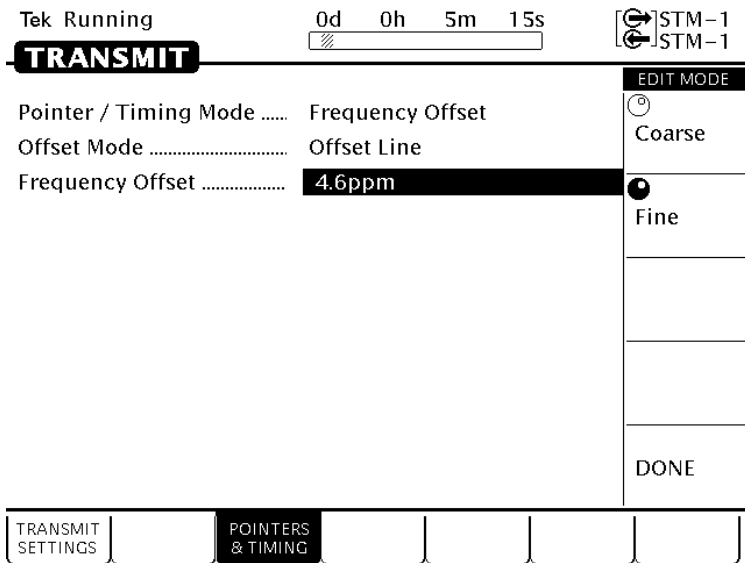 Tek Running 0d 0h 5m 15s STM–1
STM–1
TRANSMIT
EDIT MODE
Pointer / Timing Mode ...... Frequency Offset
Coarse
Offset Mode ............................. Offset Line
Frequency Offset .................. 4.6ppm
Fine
DONE
TRANSMIT SETTINGS
POINTERS & TIMING